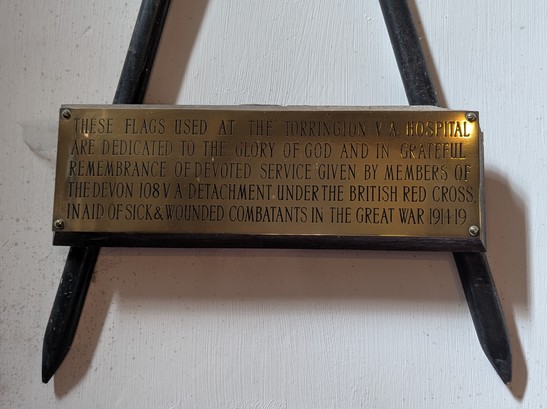 THESE FLAGS USED AT THE TORRINGTON V.A. HOSPITAL
ARE DEDICATED TO THE GLORY OF GOD AND IN GRATEFUL
REMEMBRANCE OF DEVOTED SERVICE GIVEN BY MEMBERS OF
THE DEVON 108 V.A. DETACHMENT UNDER THE BRITISH RED CROSS,
IN AID OF SICK & WOUNDED COMBATANTS IN THE GREAT WAR 1914-19